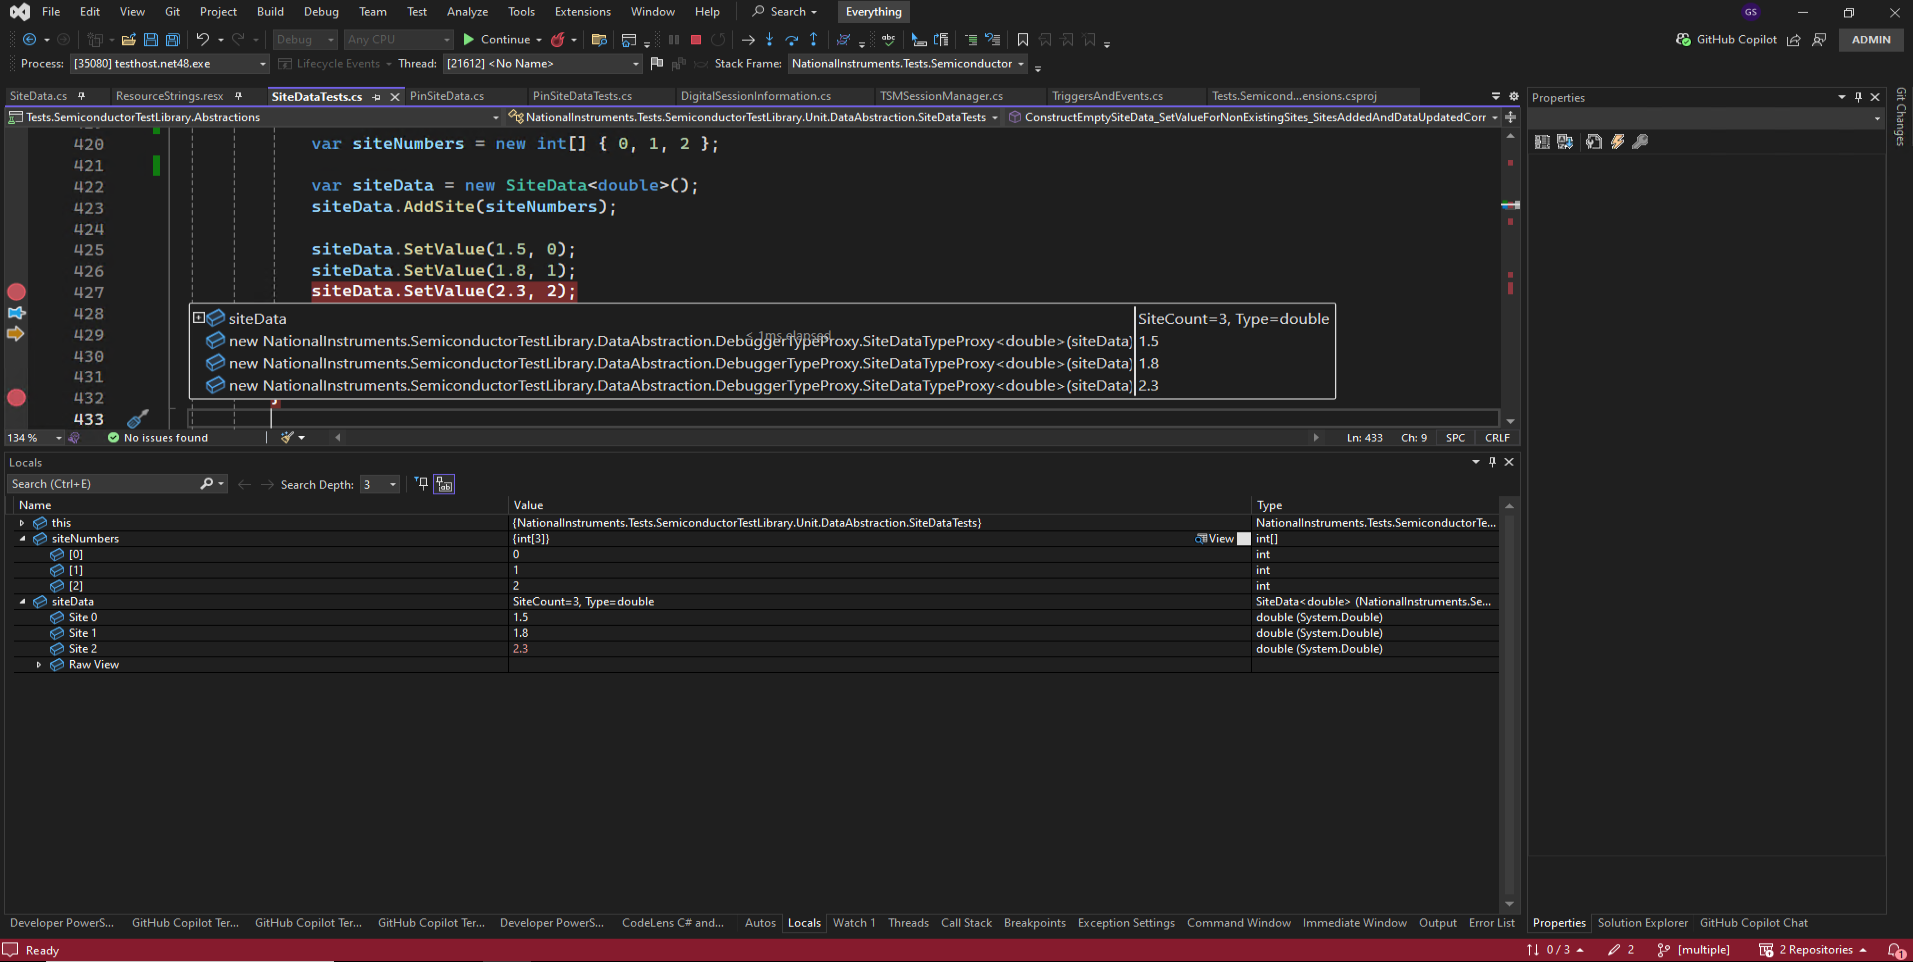 File Edit View Git Project Build Debug Team Test Analyze Tools Extensions Window Help Search Everything GS
Debug Any CPU Continue GitHub Copilot ADMIN
Process: [35080] testhost.net48.exe Lifecycle Events Thread: [21612] <No Name> Stack Frame: NationalInstruments.Tests.Semiconductor
SiteData.cs ResourceStrings.resx SiteDataTests.cs PinSiteData.cs PinSiteDataTests.cs DigitalSessionInformation.cs TSMSessionManager.cs TriggersAndEvents.cs Tests.Semicond...ensions.csproj
Tests.SemiconductorTestLibrary.Abstractions NationalInstruments.Tests.SemiconductorTestLibrary.Unit.DataAbstraction.SiteDataTests ConstructEmptySiteData_SetValueForNonExistingSites_SitesAddedAndDataUpdatedCorr
420 var siteNumbers = new int[] { 0, 1, 2 };
421
422 var siteData = new SiteData<double>();
423 siteData.AddSite(siteNumbers);
424
425 siteData.SetValue(1.5, 0);
426 siteData.SetValue(1.8, 1);
427 siteData.SetValue(2.3, 2);
428 siteData SiteCount=3, Type=double
≤ 1ms elapsed
429 new NationalInstruments.SemiconductorTestLibrary.DataAbstraction.DebuggerTypeProxy.SiteDataTypeProxy<double>(siteData) 1.5
430 new NationalInstruments.SemiconductorTestLibrary.DataAbstraction.DebuggerTypeProxy.SiteDataTypeProxy<double>(siteData) 1.8
431 new NationalInstruments.SemiconductorTestLibrary.DataAbstraction.DebuggerTypeProxy.SiteDataTypeProxy<double>(siteData) 2.3
432 }
433
134 % No issues found Ln: 433 Ch: 9 SPC CRLF
Locals
Search (Ctrl+E) Search Depth: 3
Name Value Type
this {NationalInstruments.Tests.SemiconductorTestLibrary.Unit.DataAbstraction.SiteDataTests} NationalInstruments.Tests.SemiconductorTe...
siteNumbers {int[3]} View int[]
[0] 0 int
[1] 1 int
[2] 2 int
siteData SiteCount=3, Type=double SiteData<double> (NationalInstruments.Se...
Site 0 1.5 double (System.Double)
Site 1 1.8 double (System.Double)
Site 2 2.3 double (System.Double)
Raw View
Properties
Git Changes
Developer PowerS... GitHub Copilot Ter... GitHub Copilot Ter... GitHub Copilot Ter... Developer PowerS... CodeLens C# and... Autos Locals Watch 1 Threads Call Stack Breakpoints Exception Settings Command Window Immediate Window Output Error List
Properties Solution Explorer GitHub Copilot Chat
Ready 0 / 3 2 [multiple] 2 Repositories 1